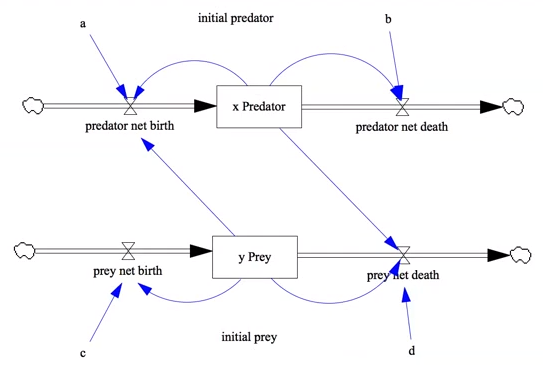 initial predator
a
b
x Predator
predator net birth
predator net death
y Prey
prey net birth
prey net death
initial prey
c
d